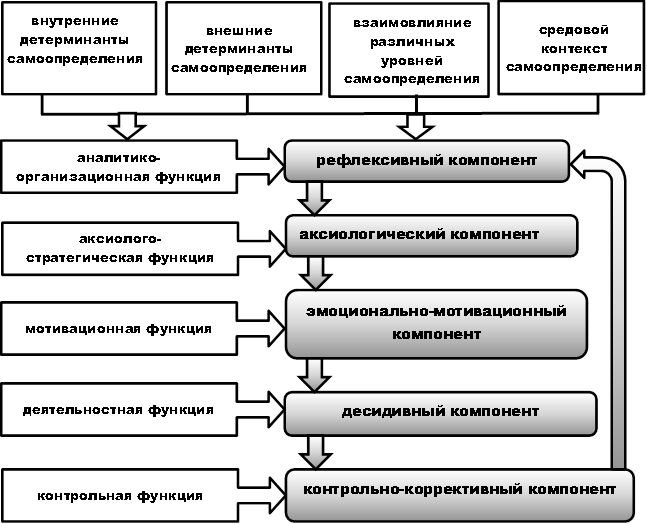 внутренние
детерминанты
самоопределения
внешние
детерминанты
самоопределения
взаимовлияние
различных
уровней
самоопределения
средовой
контекст
самоопределения
аналитико-
организационная функция
рефлексивный компонент
аксиолого-
стратегическая функция
аксиологический компонент
мотивационная функция
эмоционально-мотивационный
компонент
деятельностная функция
десидивный компонент
контрольная функция
контрольно-коррективный компонент